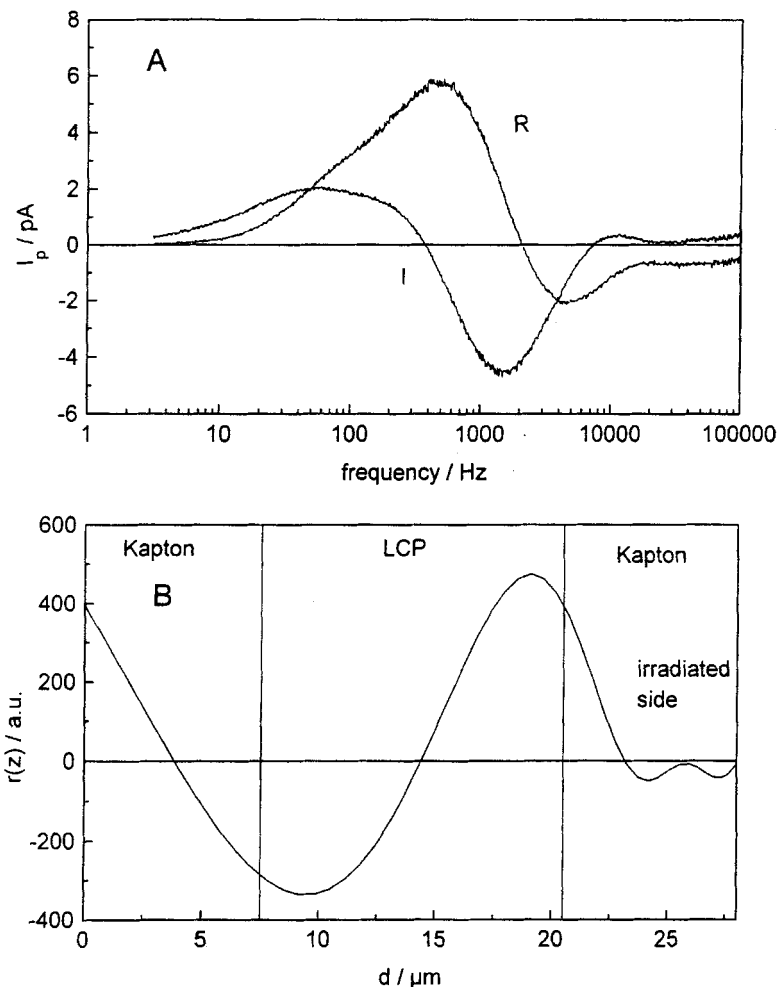 A
8
6
4
2
0
-2
-4
-6
I_p / pA
R
I
1
10
100
1000
10000
100000
frequency / Hz
B
Kapton
LCP
Kapton
irradiated
side
600
400
200
0
-200
-400
r(z) / a.u.
0
5
10
15
20
25
d / μm